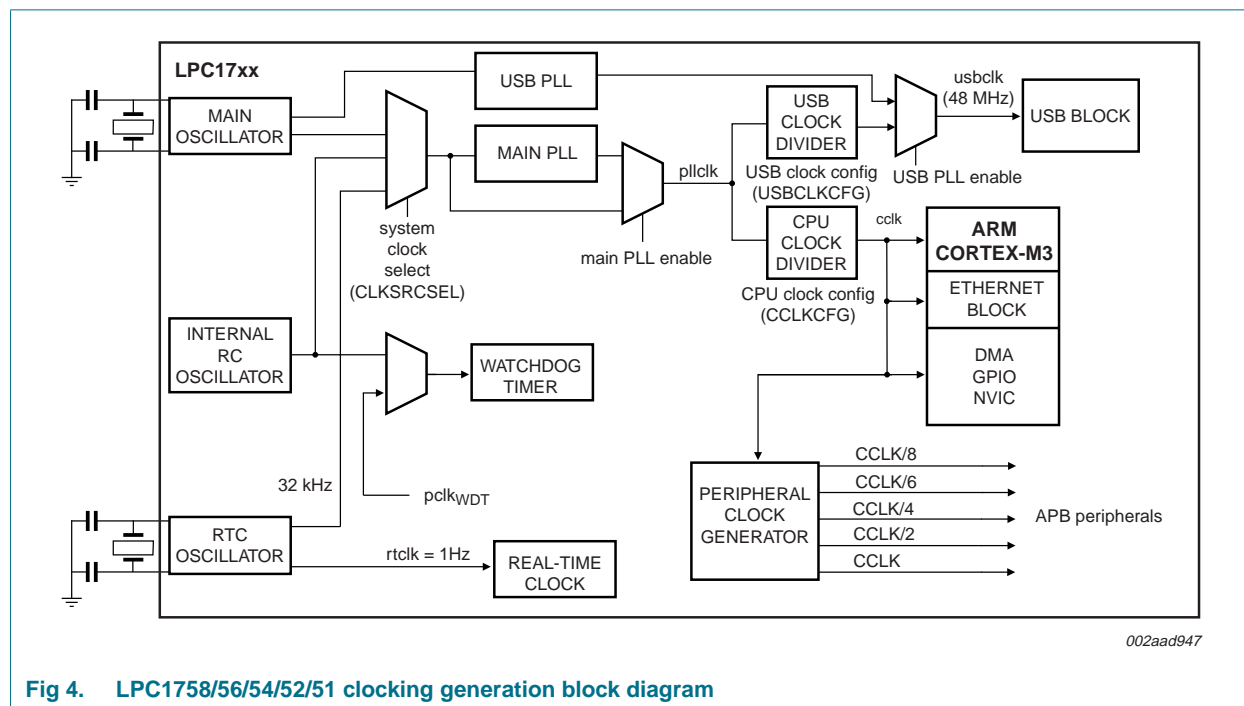 LPC17xx
MAIN
OSCILLATOR
USB PLL
MAIN PLL
system
clock
select
(CLKSRCSEL)
main PLL enable
pllclk
USB
CLOCK
DIVIDER
USB clock config
(USBCLKCFG)
usbclk
(48 MHz)
USB BLOCK
USB PLL enable
CPU
CLOCK
DIVIDER
CPU clock config
(CCLKCFG)
cclk
ARM
CORTEX-M3
ETHERNET
BLOCK
DMA
GPIO
NVIC
INTERNAL
RC
OSCILLATOR
WATCHDOG
TIMER
pclkWDT
32 kHz
RTC
OSCILLATOR
rtclk = 1Hz
REAL-TIME
CLOCK
PERIPHERAL
CLOCK
GENERATOR
CCLK/8
CCLK/6
CCLK/4
CCLK/2
CCLK
APB peripherals
002aad947
Fig 4. LPC1758/56/54/52/51 clocking generation block diagram